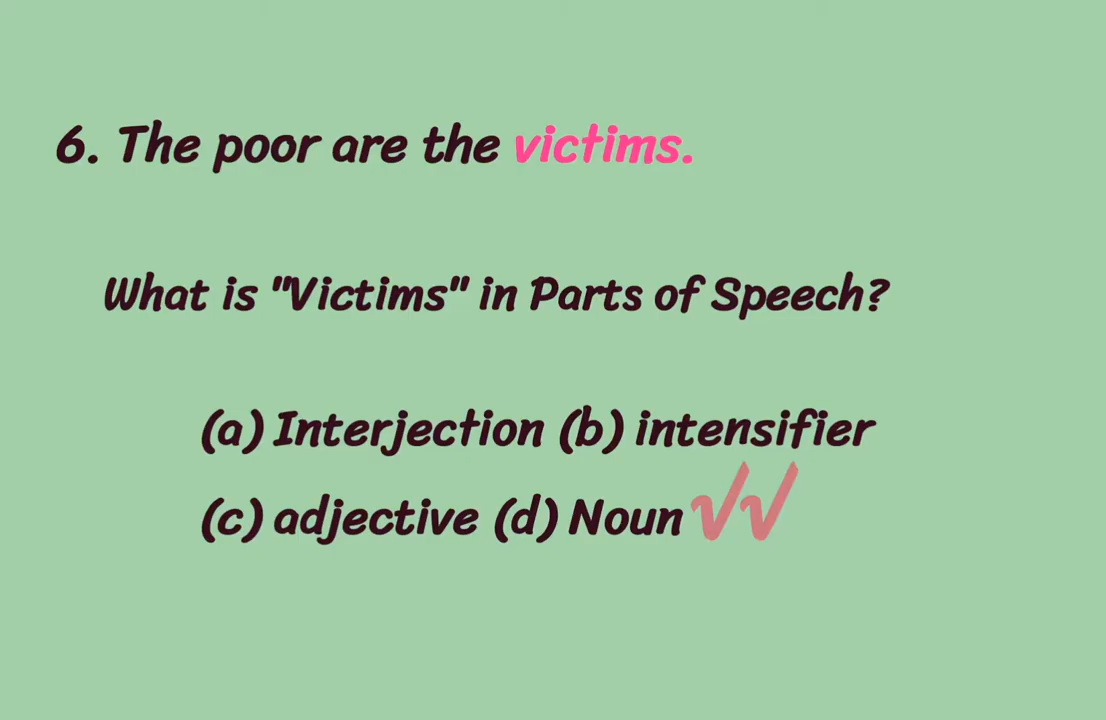 6. The poor are the victims.
What is "Victims" in Parts of Speech?
(a) Interjection (b) intensifier
(c) adjective (d) Noun √√